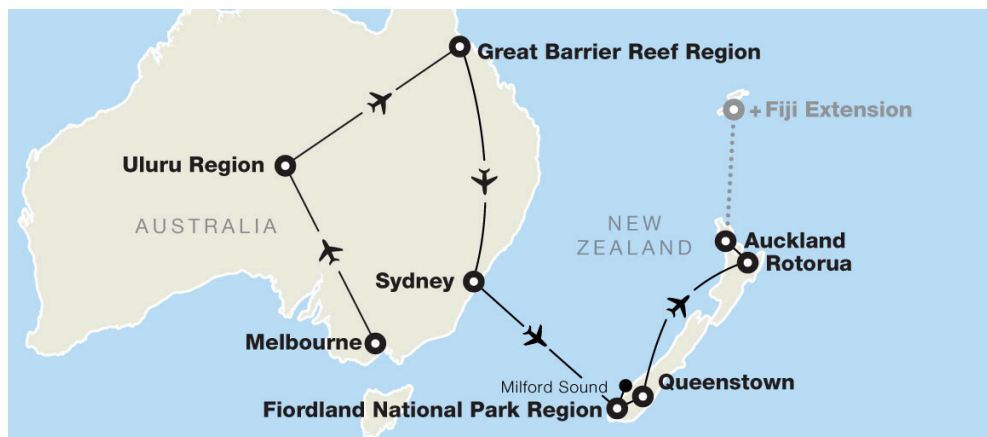 Great Barrier Reef Region
+ Fiji Extension
Uluru Region
AUSTRALIA
NEW
ZEALAND
Auckland
Rotorua
Sydney
Melbourne
Milford Sound
Queenstown
Fiordland National Park Region